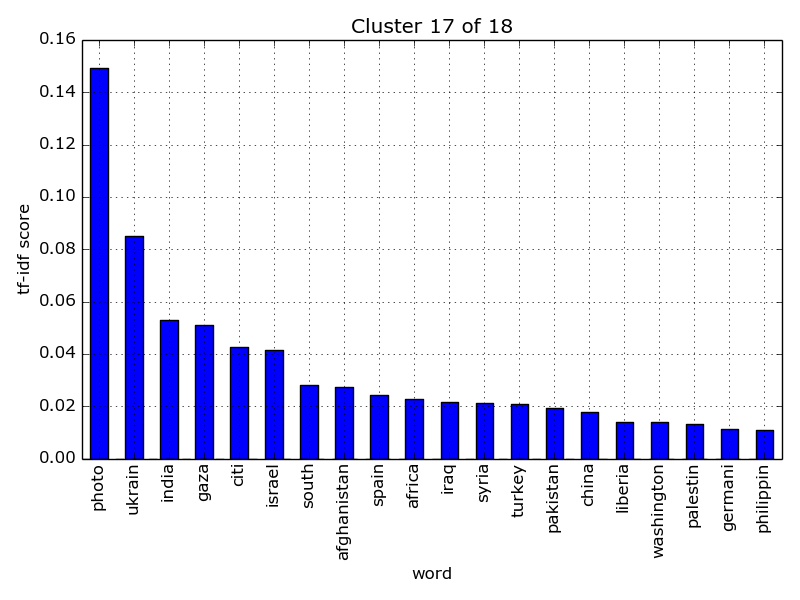 Cluster 17 of 18
0.16
0.14
0.12
0.10
0.08
0.06
0.04
0.02
0.00
tf-idf score
photo
ukrain
india
gaza
citi
israel
south
afghanistan
spain
africa
iraq
syria
turkey
pakistan
china
liberia
washington
palestin
germani
philippin
word